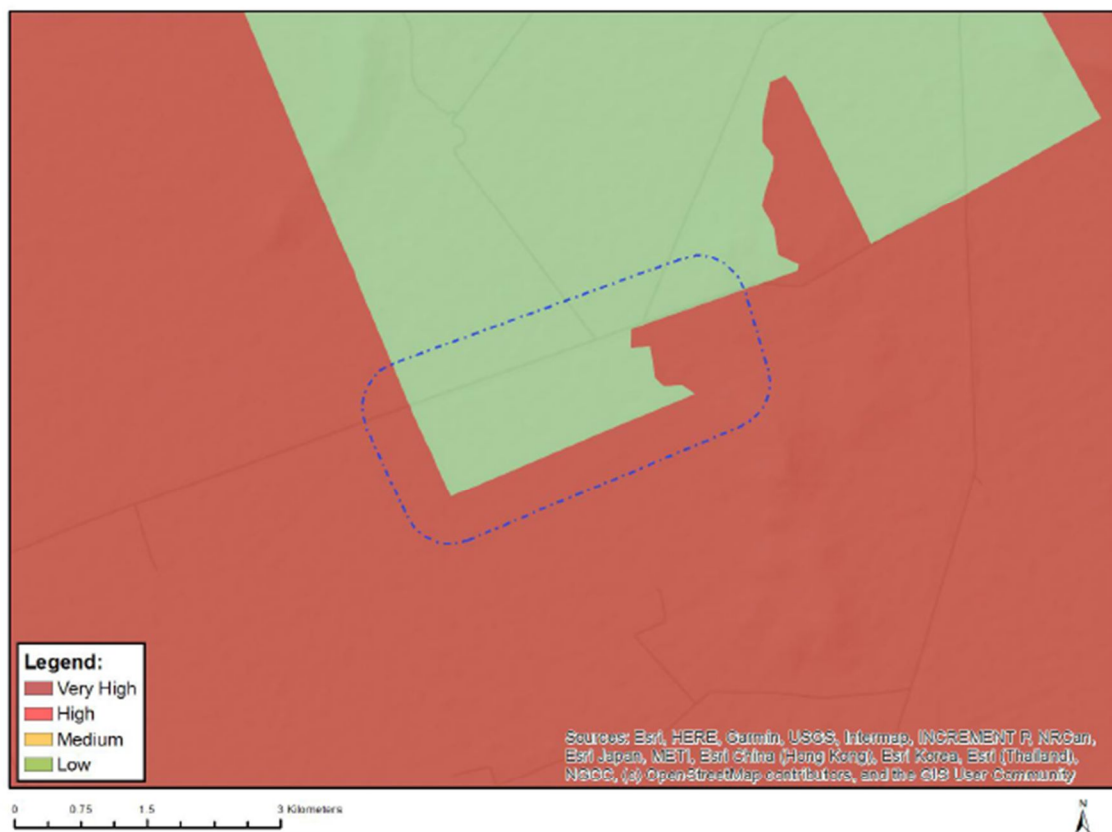 Legend:
Very High
High
Medium
Low
Sources: Esri, HERE, Garmin, USGS, Intermap, INCREMENT P, NRCan,
Esri Japan, METI, Esri China (Hong Kong), Esri Korea, Esri (Thailand),
NGCC, (c) OpenStreetMap contributors, and the GIS User Community
0 0.75 1.5 3 Kilometers
N